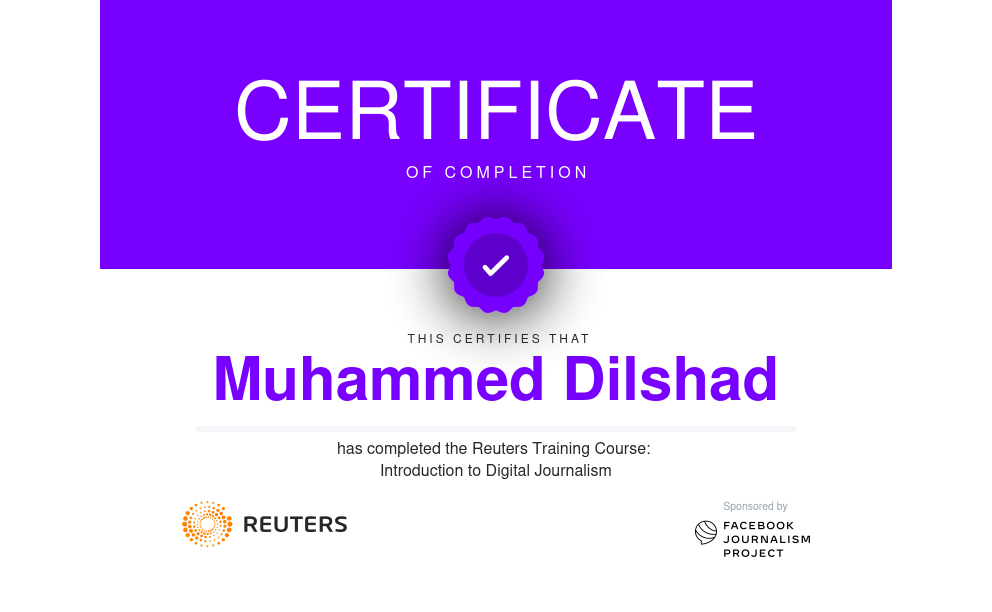 CERTIFICATE
OF COMPLETION
THIS CERTIFIES THAT
Muhammed Dilshad
has completed the Reuters Training Course:
Introduction to Digital Journalism
REUTERS
Sponsored by
FACEBOOK
JOURNALISM
PROJECT